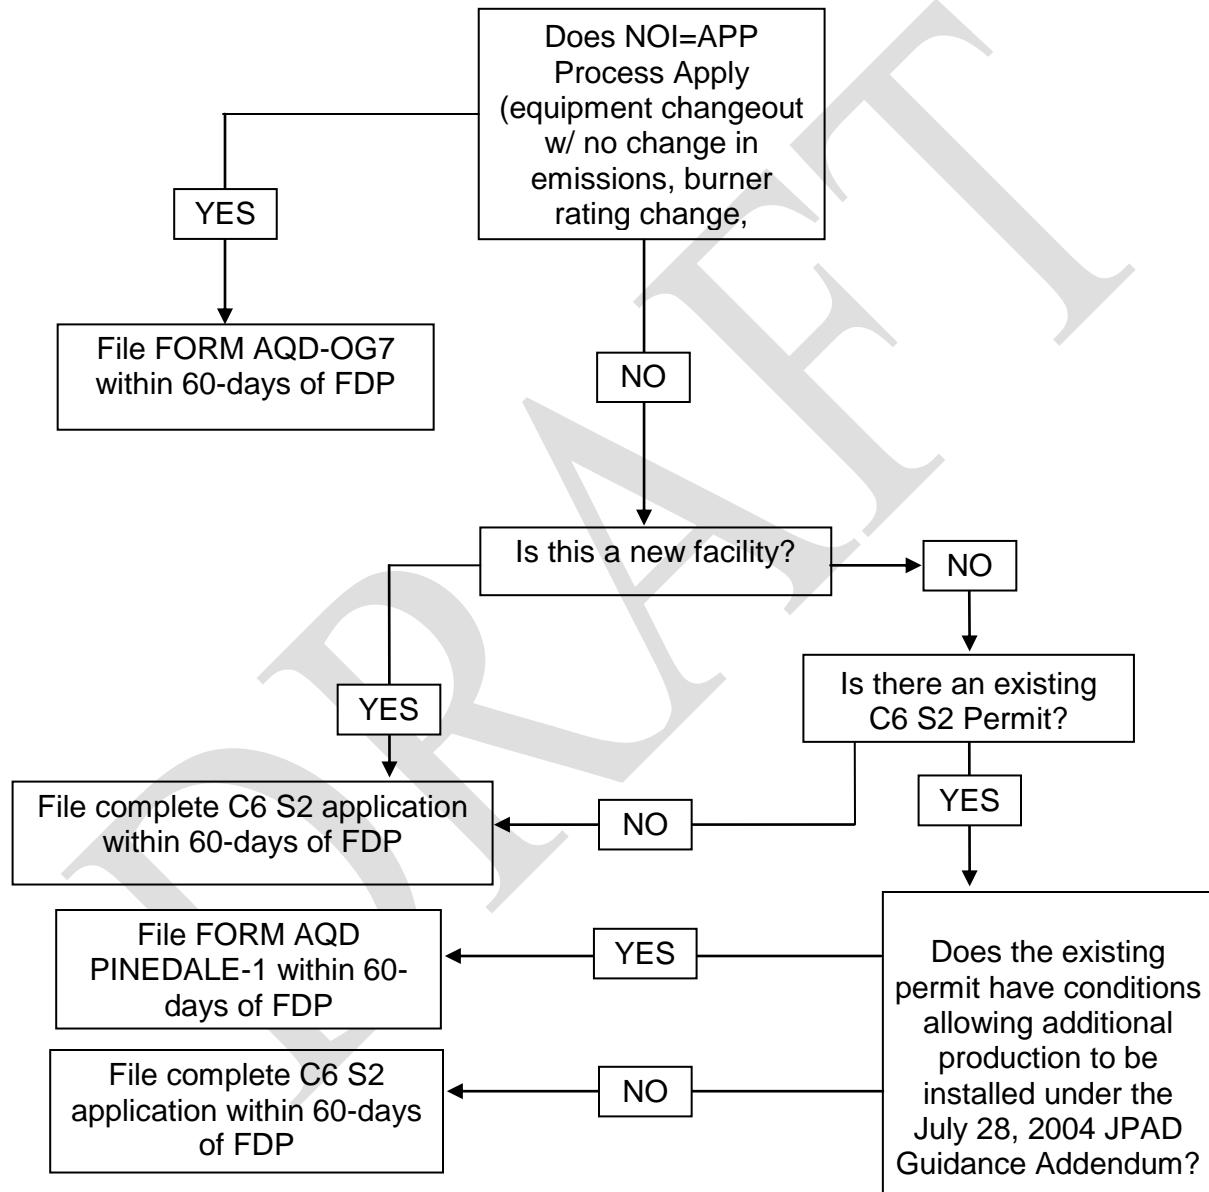 Does NOI=APP
Process Apply
(equipment changeout
w/ no change in
emissions, burner
rating change,
YES
File FORM AQD-OG7
within 60-days of FDP
NO
Is this a new facility?
NO
YES
Is there an existing
C6 S2 Permit?
File complete C6 S2 application
within 60-days of FDP
NO
YES
File FORM AQD
PINEDALE-1 within 60-
days of FDP
YES
Does the existing
permit have conditions
allowing additional
production to be
installed under the
July 28, 2004 JPAD
Guidance Addendum?
File complete C6 S2
application within 60-days
of FDP
NO
DRAFT